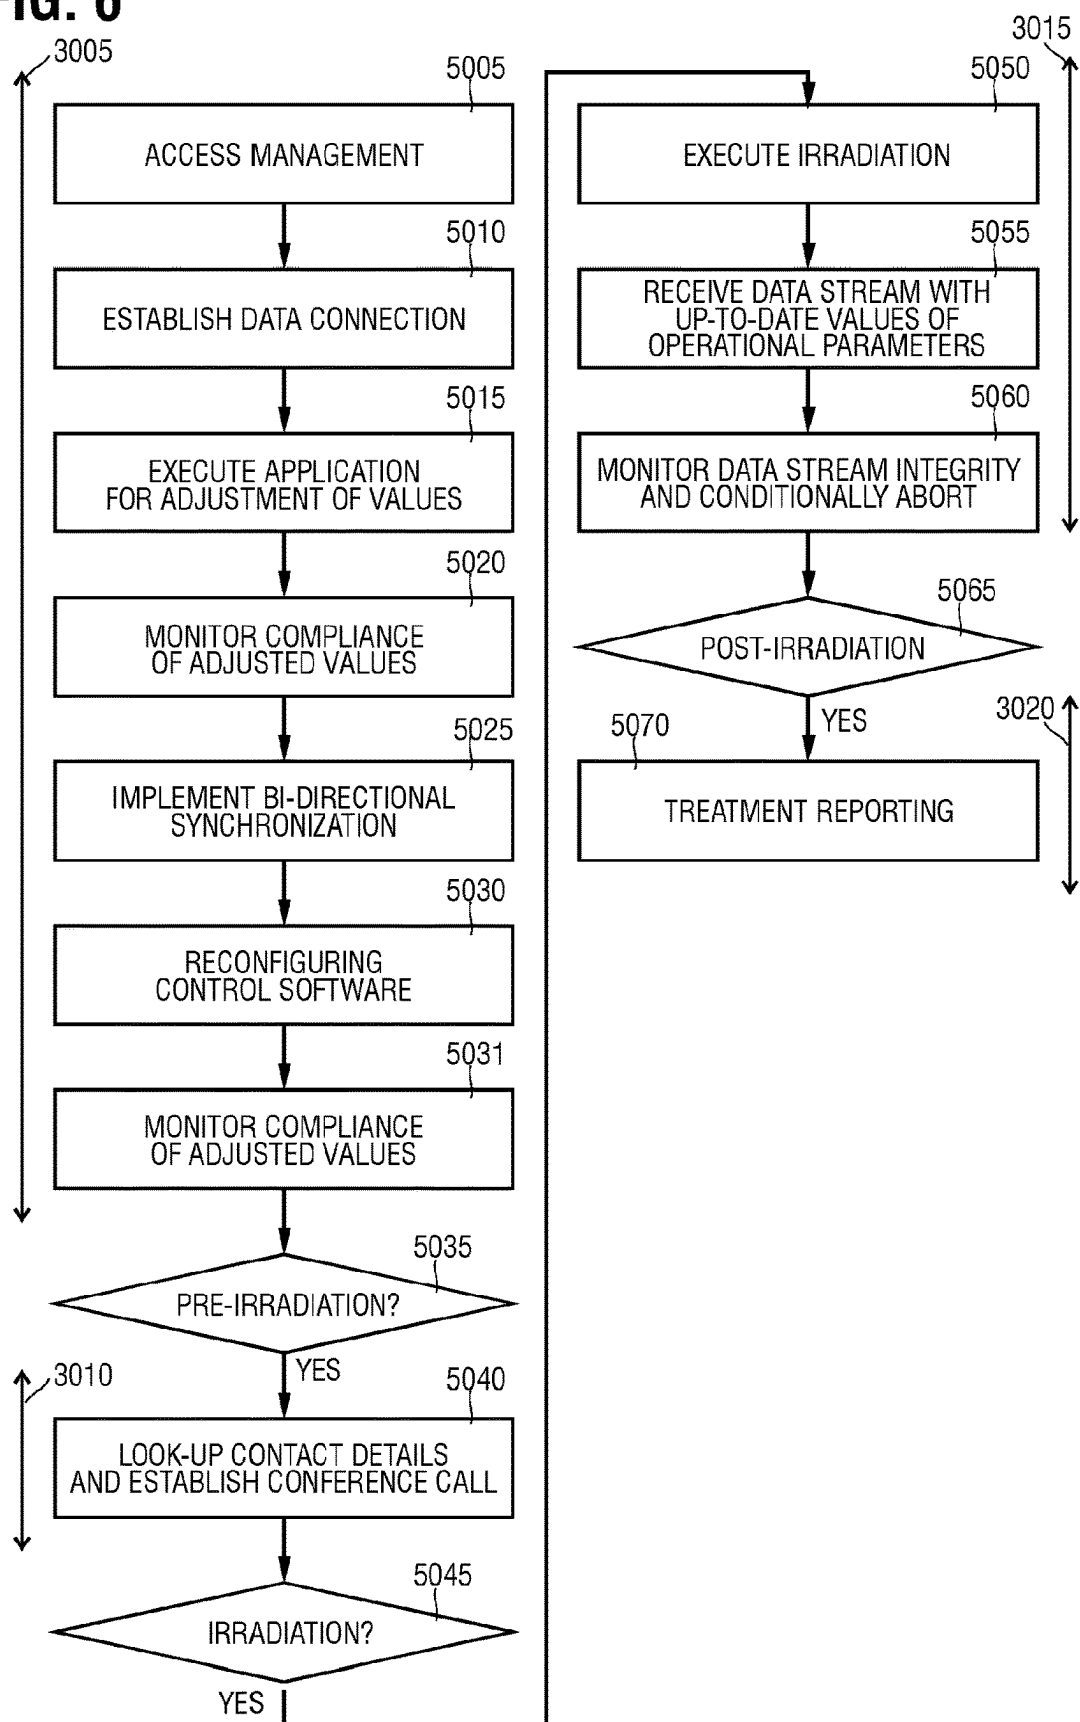 FIG. 6
3005
5005
ACCESS MANAGEMENT
5010
ESTABLISH DATA CONNECTION
5015
EXECUTE APPLICATION
FOR ADJUSTMENT OF VALUES
5020
MONITOR COMPLIANCE
OF ADJUSTED VALUES
5025
IMPLEMENT BI-DIRECTIONAL
SYNCHRONIZATION
5030
RECONFIGURING
CONTROL SOFTWARE
5031
MONITOR COMPLIANCE
OF ADJUSTED VALUES
5035
PRE-IRRADIATION?
YES
3010
5040
LOOK-UP CONTACT DETAILS
AND ESTABLISH CONFERENCE CALL
5045
IRRADIATION?
YES
3015
5050
EXECUTE IRRADIATION
5055
RECEIVE DATA STREAM WITH
UP-TO-DATE VALUES OF
OPERATIONAL PARAMETERS
5060
MONITOR DATA STREAM INTEGRITY
AND CONDITIONALLY ABORT
5065
POST-IRRADIATION
YES
3020
5070
TREATMENT REPORTING